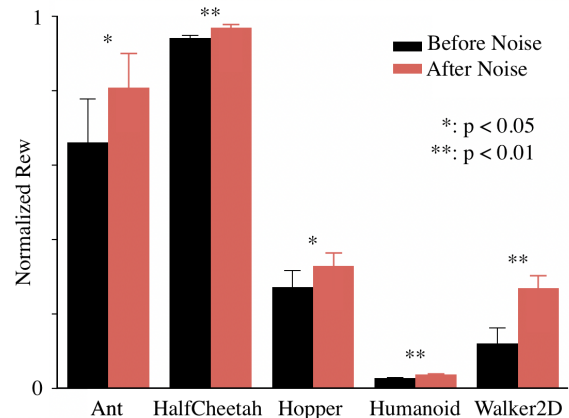 1
**
*
Before Noise
After Noise
*: p < 0.05
**: p < 0.01
Normalized Rew
*
**
**
0
Ant HalfCheetah Hopper Humanoid Walker2D